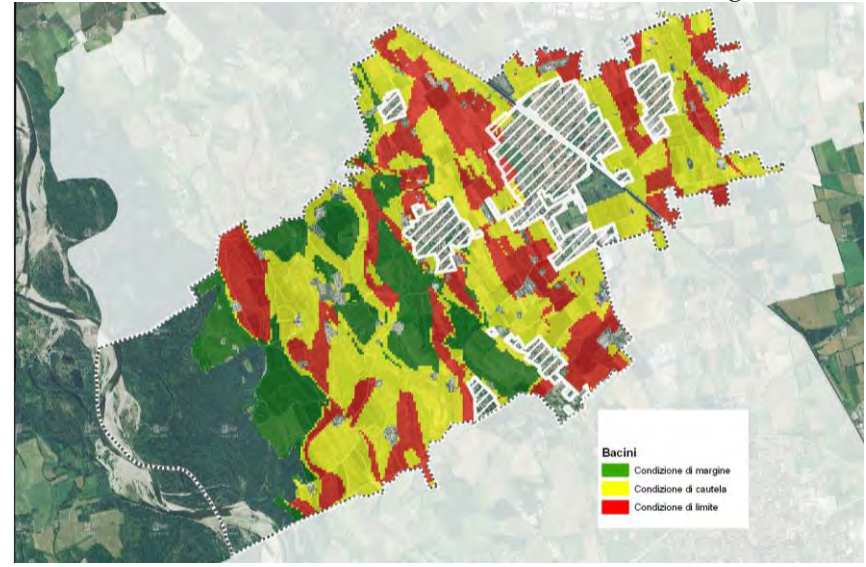 Bacini
Condizione di margine
Condizione di cautela
Condizione di limite